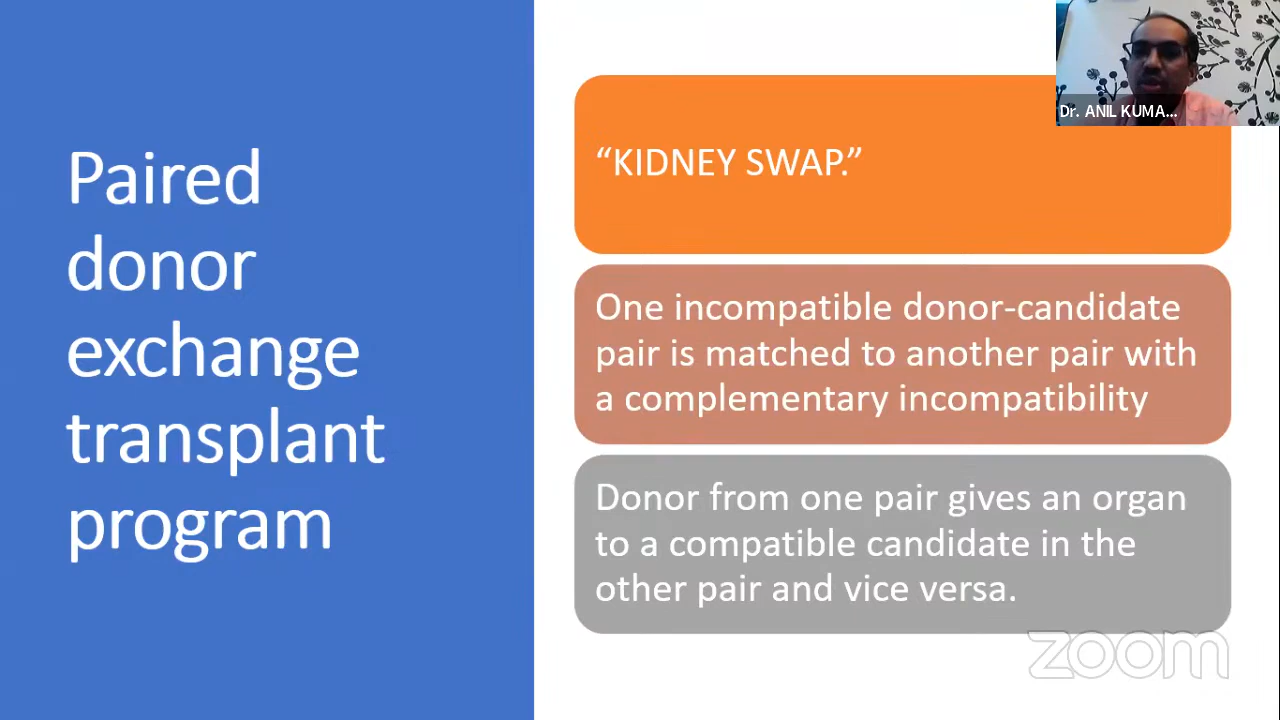 Paired
donor
exchange
transplant
program
“KIDNEY SWAP.”
One incompatible donor-candidate
pair is matched to another pair with
a complementary incompatibility
Donor from one pair gives an organ
to a compatible candidate in the
other pair and vice versa.
Dr. ANIL KUMA...
zoom